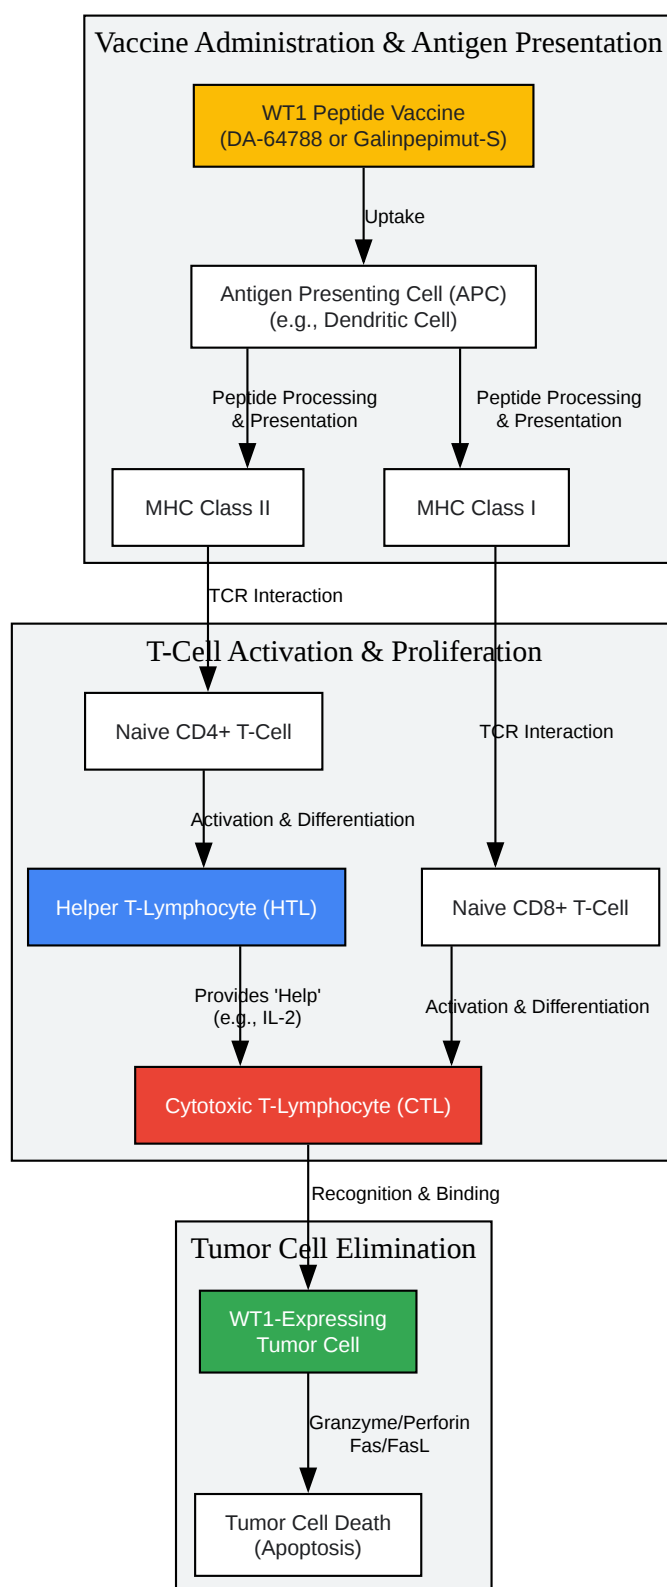 Vaccine Administration & Antigen Presentation
WT1 Peptide Vaccine
(DA-64788 or Galinpepimut-S)
Uptake
Antigen Presenting Cell (APC)
(e.g., Dendritic Cell)
Peptide Processing
& Presentation
Peptide Processing
& Presentation
MHC Class II
MHC Class I
TCR Interaction
T-Cell Activation & Proliferation
Naive CD4+ T-Cell
TCR Interaction
Activation & Differentiation
Helper T-Lymphocyte (HTL)
Naive CD8+ T-Cell
Provides 'Help'
(e.g., IL-2)
Activation & Differentiation
Cytotoxic T-Lymphocyte (CTL)
Recognition & Binding
Tumor Cell Elimination
WT1-Expressing
Tumor Cell
Granzyme/Perforin
Fas/FasL
Tumor Cell Death
(Apoptosis)